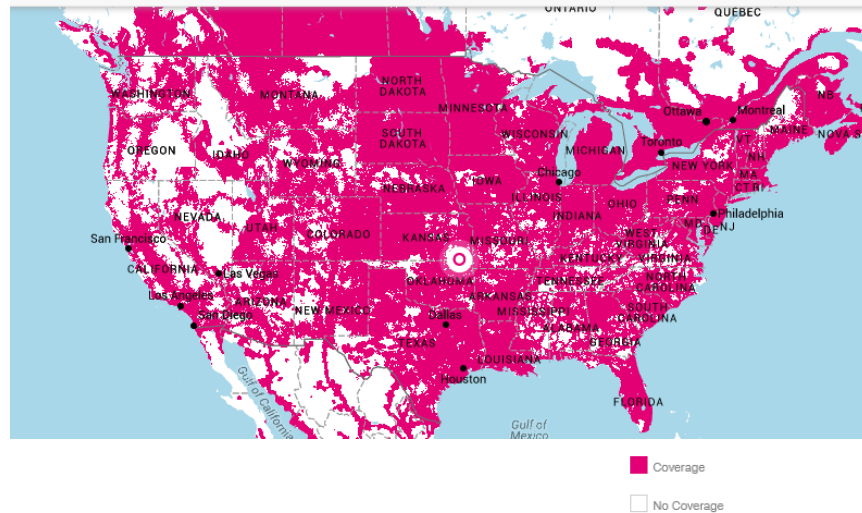 ONTARIO
QUEBEC
WASHINGTON
MONTANA
NORTH
DAKOTA
MINNESOTA
Ottawa
Montreal
NB
OREGON
IDAHO
SOUTH
DAKOTA
WISCONSIN
MICHIGAN
Toronto
VT
MAINE
NOVA S
WYOMING
Chicago
NEW YORK
NH
MA
CT RI
NEBRASKA
IOWA
ILLINOIS
INDIANA
OHIO
PENN
NEVADA
UTAH
COLORADO
KANSAS
MISSOURI
WEST
VIRGINIA
MD
DE
NJ
Philadelphia
San Francisco
CALIFORNIA
Las Vegas
KENTUCKY
VIRGINIA
OKLAHOMA
TENNESSEE
NORTH
CAROLINA
Los Angeles
ARIZONA
NEW MEXICO
ARKANSAS
San Diego
Dallas
MISSISSIPPI
SOUTH
CAROLINA
ALABAMA
TEXAS
GEORGIA
LOUISIANA
Houston
Gulf of California
FLORIDA
Gulf of
Mexico
Coverage
No Coverage